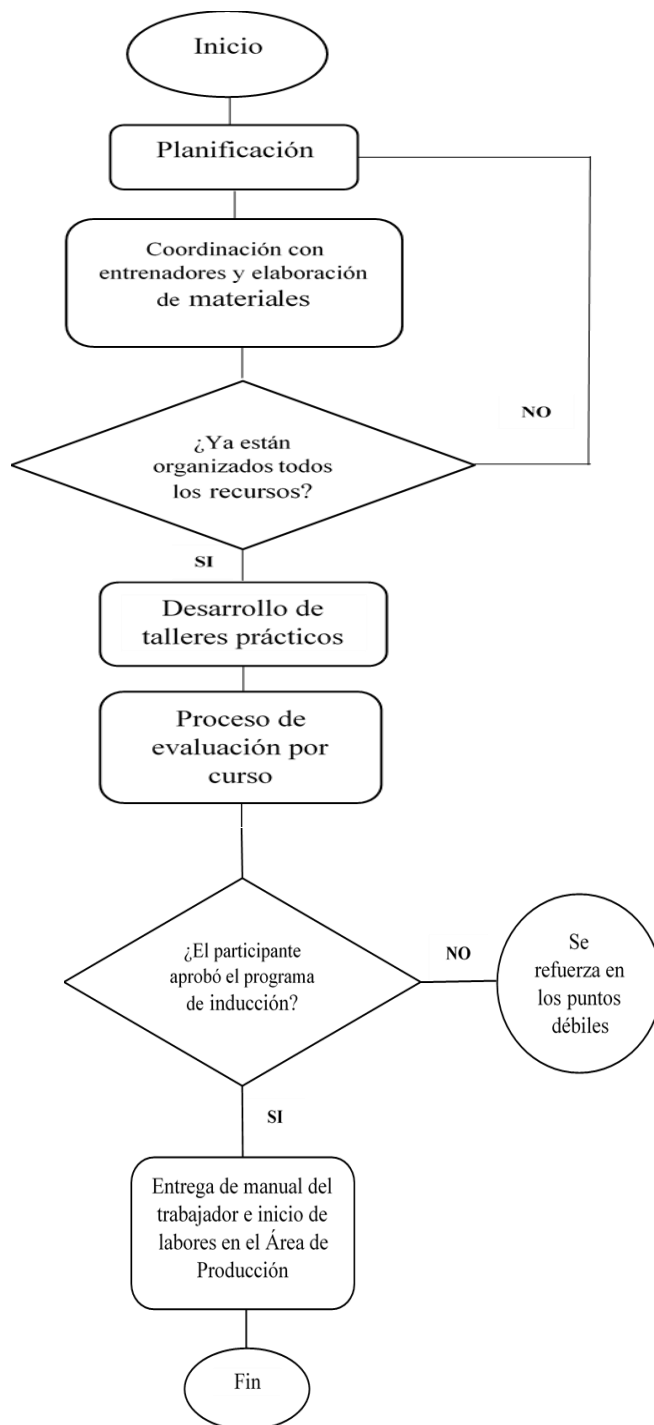 Inicio
Planificación
Coordinación con
entrenadores y elaboración
de materiales
NO
¿Ya están
organizados todos
los recursos?
SI
Desarrollo de
talleres prácticos
Proceso de
evaluación por
curso
¿El participante
aprobó el programa
de inducción?
NO
Se
refuerza en
los puntos
débiles
SI
Entrega de manual del
trabajador e inicio de
labores en el Área de
Producción
Fin